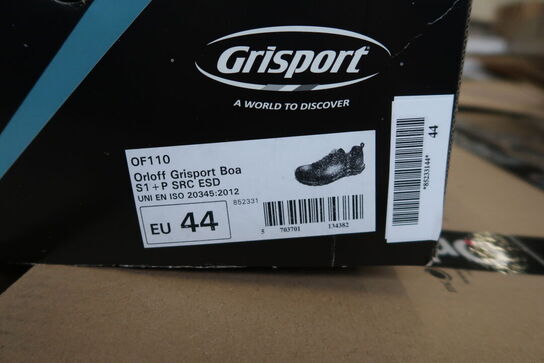 Grisport
A WORLD TO DISCOVER
OF110
Orloff Grisport Boa
S1+P SRC ESD
UNI EN ISO 20345:2012
852331
EU 44
5 703701 134382
44
*85233144*